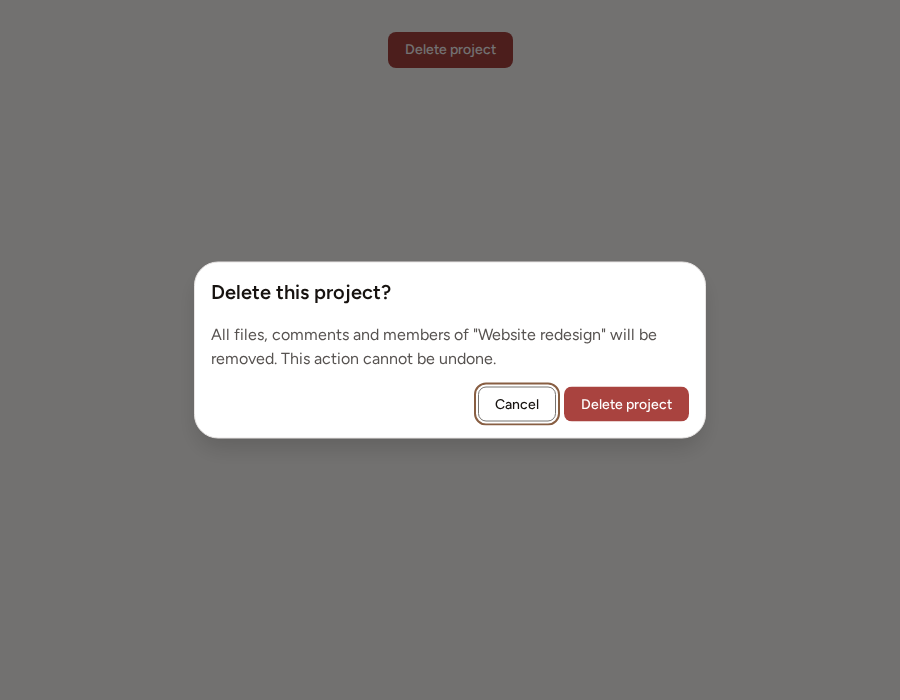 Delete project
Delete this project?
All files, comments and members of "Website redesign" will be
removed. This action cannot be undone.
Cancel
Delete project